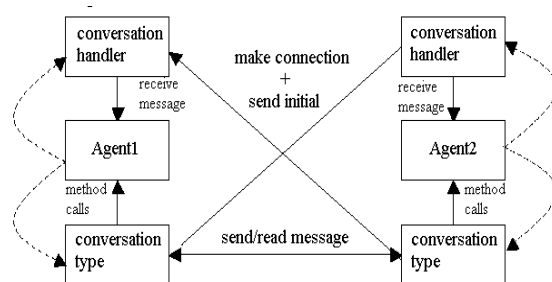 conversation
handler
receive
message
Agent1
method
calls
conversation
type
make connection
+
send initial
send/read message
conversation
handler
receive
message
Agent2
method
calls
conversation
type